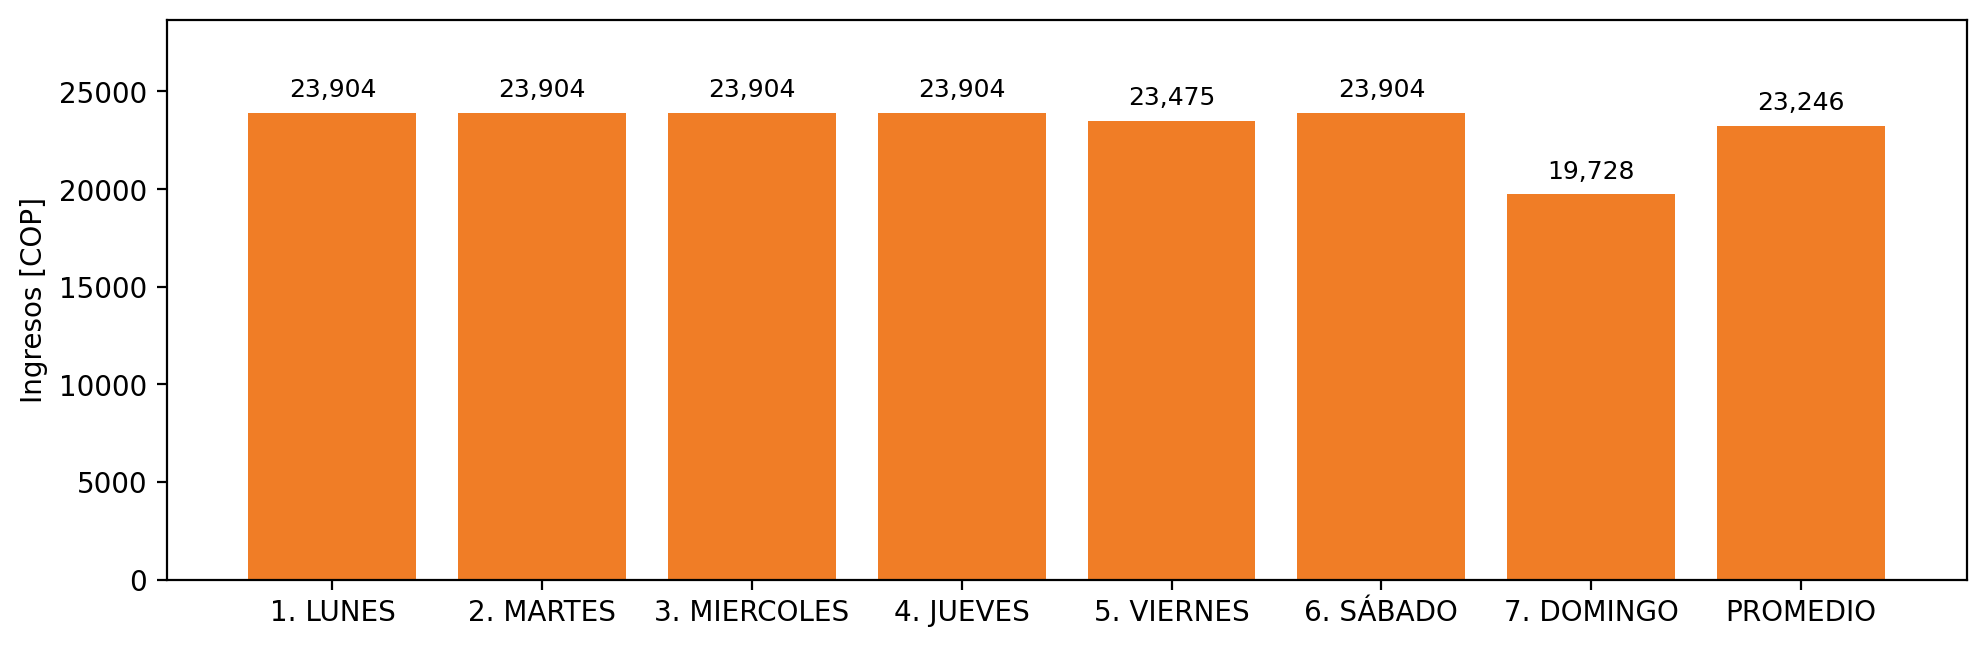 Ingresos [COP]
25000
20000
15000
10000
5000
0
23,904
23,904
23,904
23,904
23,475
23,904
19,728
23,246
1. LUNES
2. MARTES
3. MIERCOLES
4. JUEVES
5. VIERNES
6. SÁBADO
7. DOMINGO
PROMEDIO